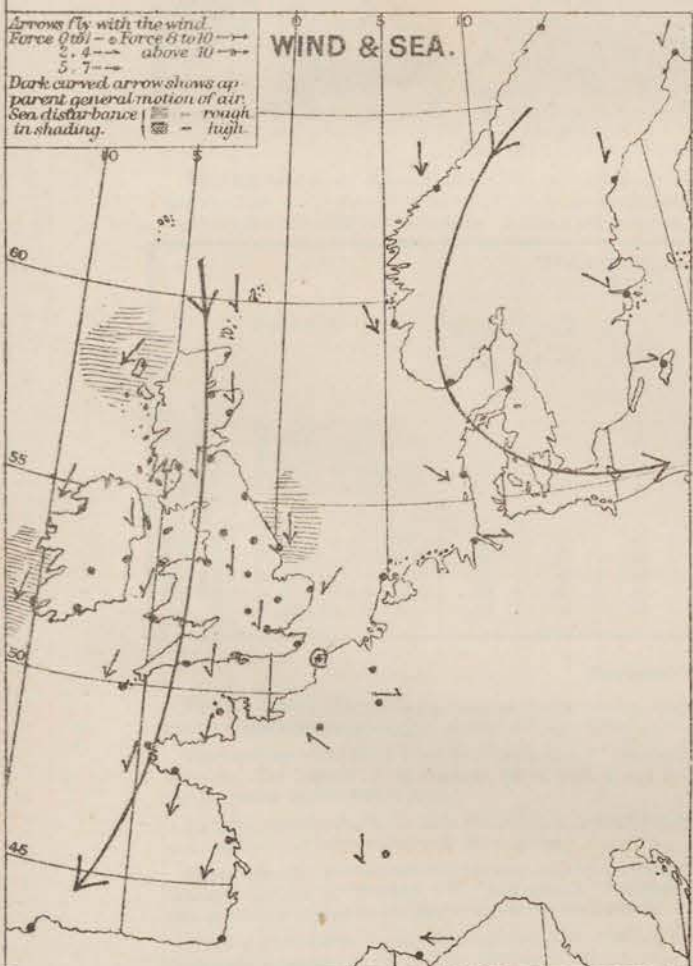 Arrows fly with the wind.
Force 0 to 1 Force 8 to 10
2, 4 above 10
5, 7
Dark curved arrow shows ap
parent general motion of air.
Sea disturbance - rough
in shading. - high.
WIND & SEA.
0 5 10
10 5
60
55
50
45